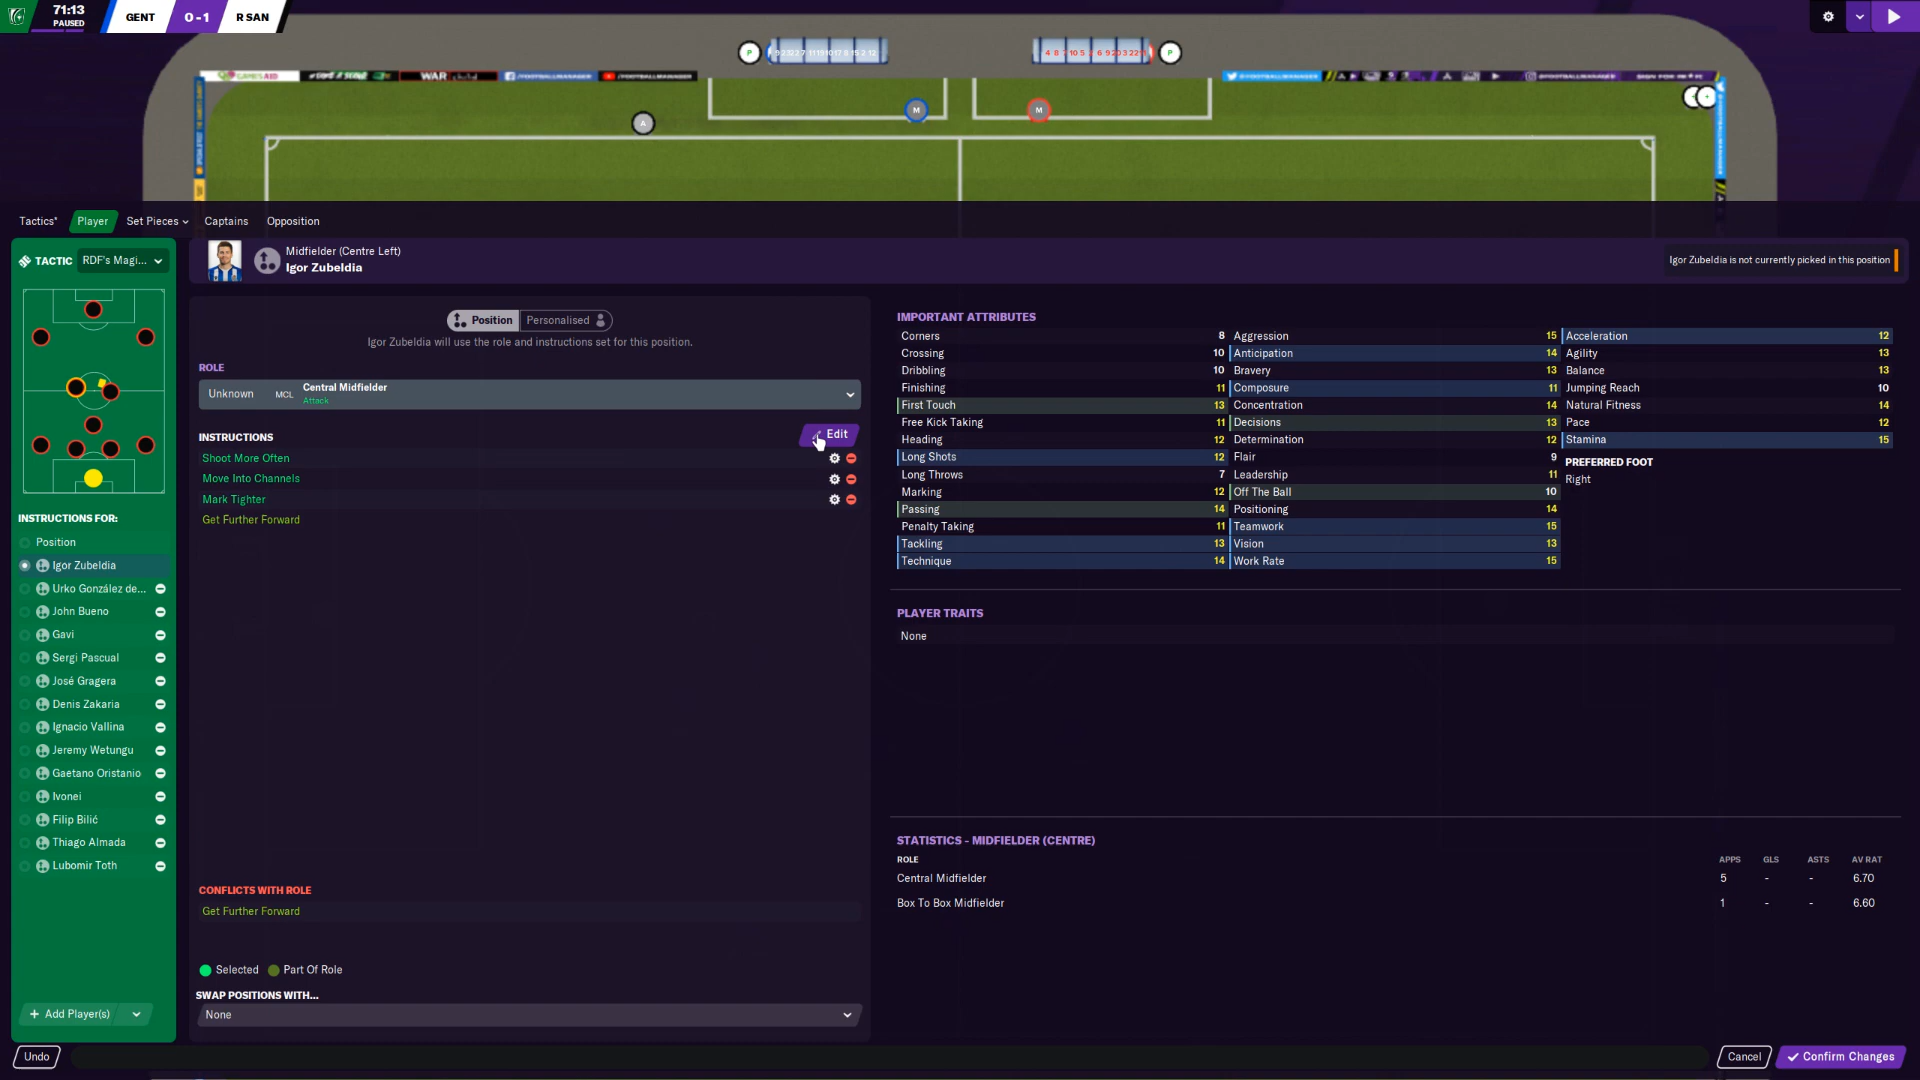 71:13
PAUSED
GENT
0 - 1
R SAN
P
P
M
M
A
WAR
Tactics*
Player
Set Pieces
Captains
Opposition
TACTIC
RDF's Magi...
Midfielder (Centre Left)
Igor Zubeldia
Igor Zubeldia is not currently picked in this position
Position
Personalised
Igor Zubeldia will use the role and instructions set for this position.
ROLE
Unknown
MCL
Central Midfielder
Attack
INSTRUCTIONS
Edit
Shoot More Often
Move Into Channels
Mark Tighter
Get Further Forward
CONFLICTS WITH ROLE
Get Further Forward
Selected
Part Of Role
SWAP POSITIONS WITH...
None
INSTRUCTIONS FOR:
Position
Igor Zubeldia
Urko González de...
John Bueno
Gavi
Sergi Pascual
José Gragera
Denis Zakaria
Ignacio Vallina
Jeremy Wetungu
Gaetano Oristanio
Ivonei
Filip Bilić
Thiago Almada
Lubomir Toth
Add Player(s)
IMPORTANT ATTRIBUTES
Corners 8
Crossing 10
Dribbling 10
Finishing 11
First Touch 13
Free Kick Taking 11
Heading 12
Long Shots 12
Long Throws 7
Marking 12
Passing 14
Penalty Taking 11
Tackling 13
Technique 14
Aggression 15
Anticipation 14
Bravery 13
Composure 11
Concentration 14
Decisions 13
Determination 12
Flair 9
Leadership 11
Off The Ball 10
Positioning 14
Teamwork 15
Vision 13
Work Rate 15
Acceleration 12
Agility 13
Balance 13
Jumping Reach 10
Natural Fitness 14
Pace 12
Stamina 15
PREFERRED FOOT
Right
PLAYER TRAITS
None
STATISTICS - MIDFIELDER (CENTRE)
ROLE APPS GLS ASTS AV RAT
Central Midfielder 5 - - 6.70
Box To Box Midfielder 1 - - 6.60
Undo
Cancel
Confirm Changes